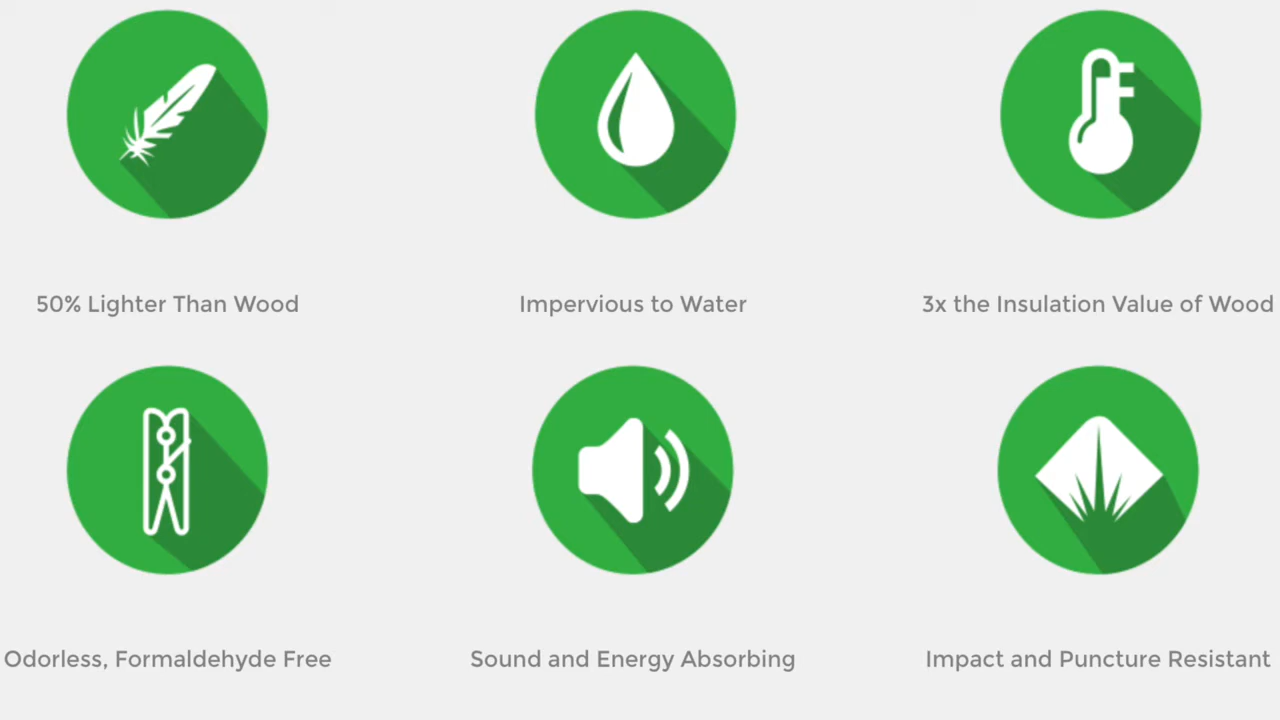 50% Lighter Than Wood
Impervious to Water
3x the Insulation Value of Wood
Odorless, Formaldehyde Free
Sound and Energy Absorbing
Impact and Puncture Resistant